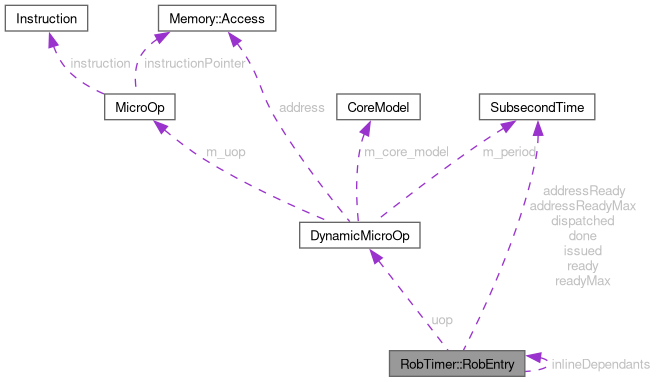 Instruction
Memory::Access
instruction
instructionPointer
MicroOp
address
CoreModel
SubsecondTime
m_uop
m_core_model
m_period
addressReady
addressReadyMax
dispatched
done
issued
ready
readyMax
DynamicMicroOp
uop
RobTimer::RobEntry
inlineDependants